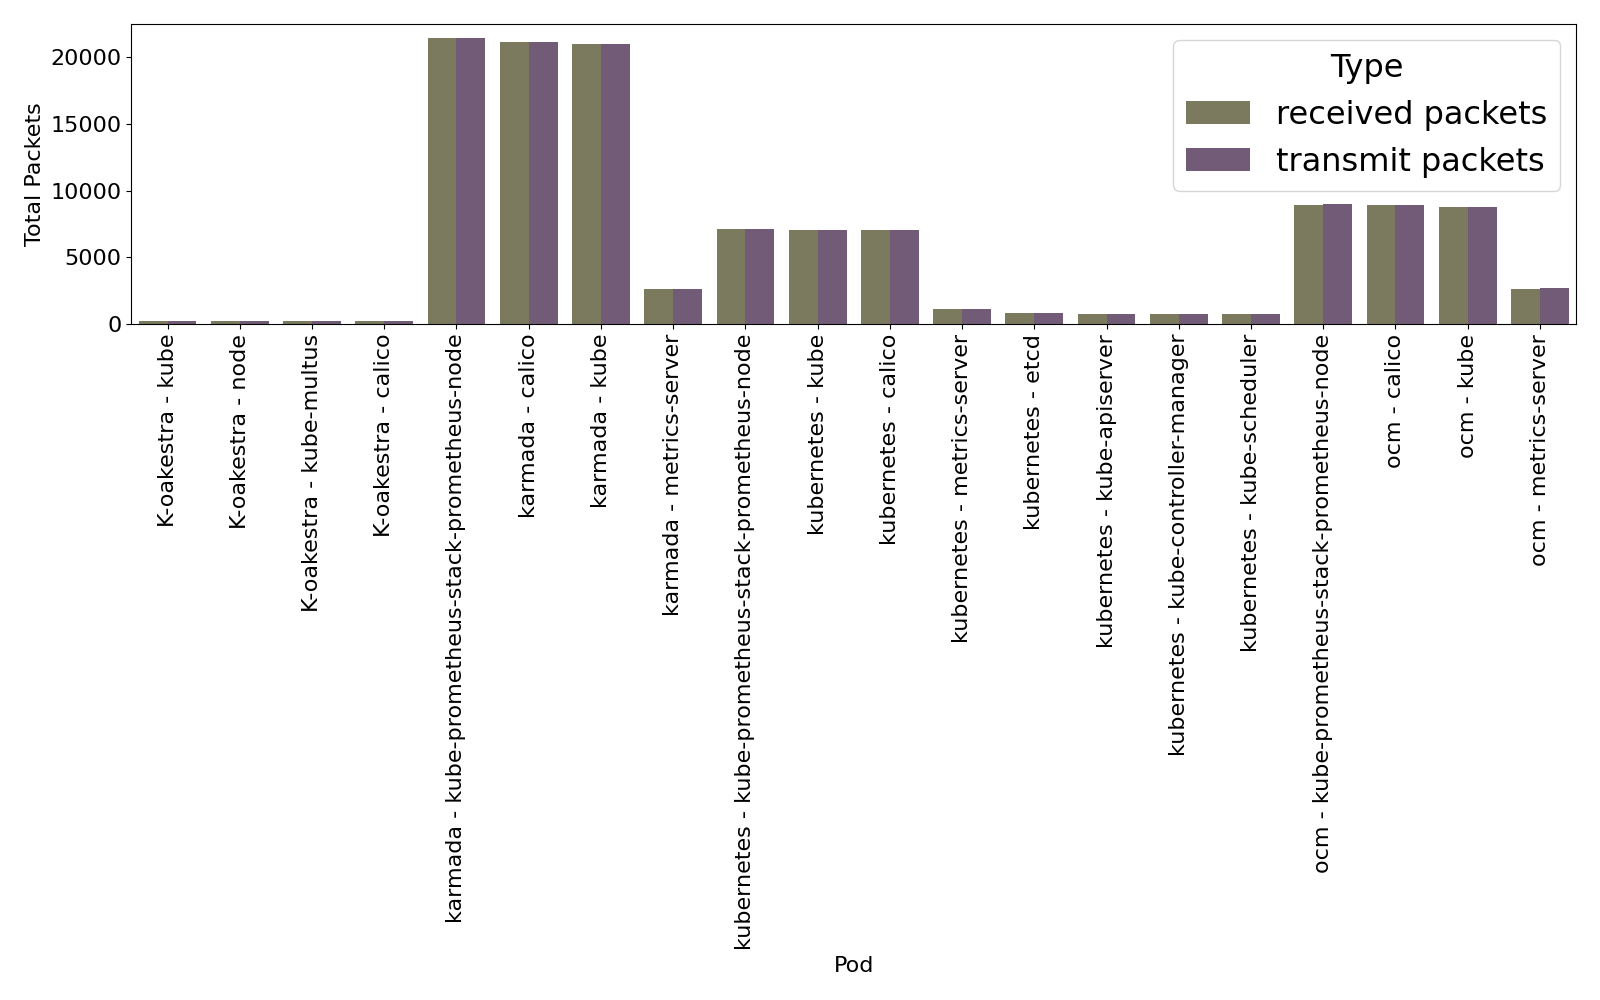 Total Packets
20000
15000
10000
5000
0
Type
received packets
transmit packets
K-oakestra - kube
K-oakestra - node
K-oakestra - kube-multus
K-oakestra - calico
karmada - kube-prometheus-stack-prometheus-node
karmada - calico
karmada - kube
karmada - metrics-server
kubernetes - kube-prometheus-stack-prometheus-node
kubernetes - kube
kubernetes - calico
kubernetes - metrics-server
kubernetes - etcd
kubernetes - kube-apiserver
kubernetes - kube-controller-manager
kubernetes - kube-scheduler
ocm - kube-prometheus-stack-prometheus-node
ocm - calico
ocm - kube
ocm - metrics-server
Pod